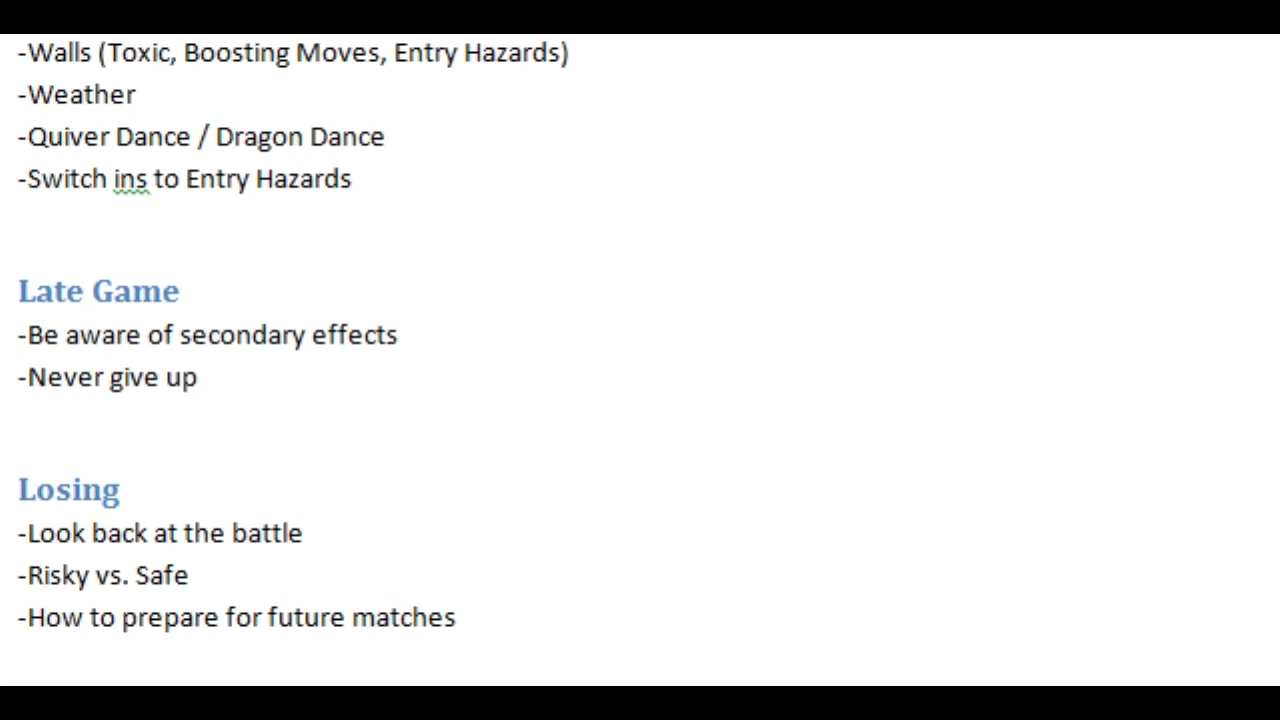 -Walls (Toxic, Boosting Moves, Entry Hazards)
-Weather
-Quiver Dance / Dragon Dance
-Switch ins to Entry Hazards
Late Game
-Be aware of secondary effects
-Never give up
Losing
-Look back at the battle
-Risky vs. Safe
-How to prepare for future matches